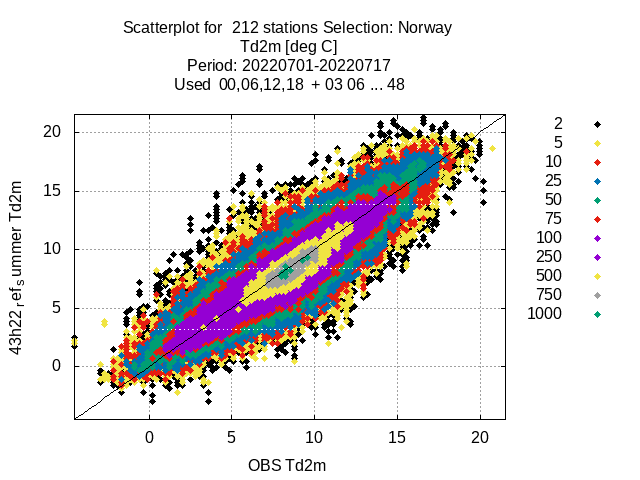 Scatterplot for 212 stations Selection: Norway
Td2m [deg C]
Period: 20220701-20220717
Used 00,06,12,18 + 03 06 ... 48
43h22_ref_summer Td2m
20
15
10
5
0
0 5 10 15 20
OBS Td2m
2
5
10
25
50
75
100
250
500
750
1000